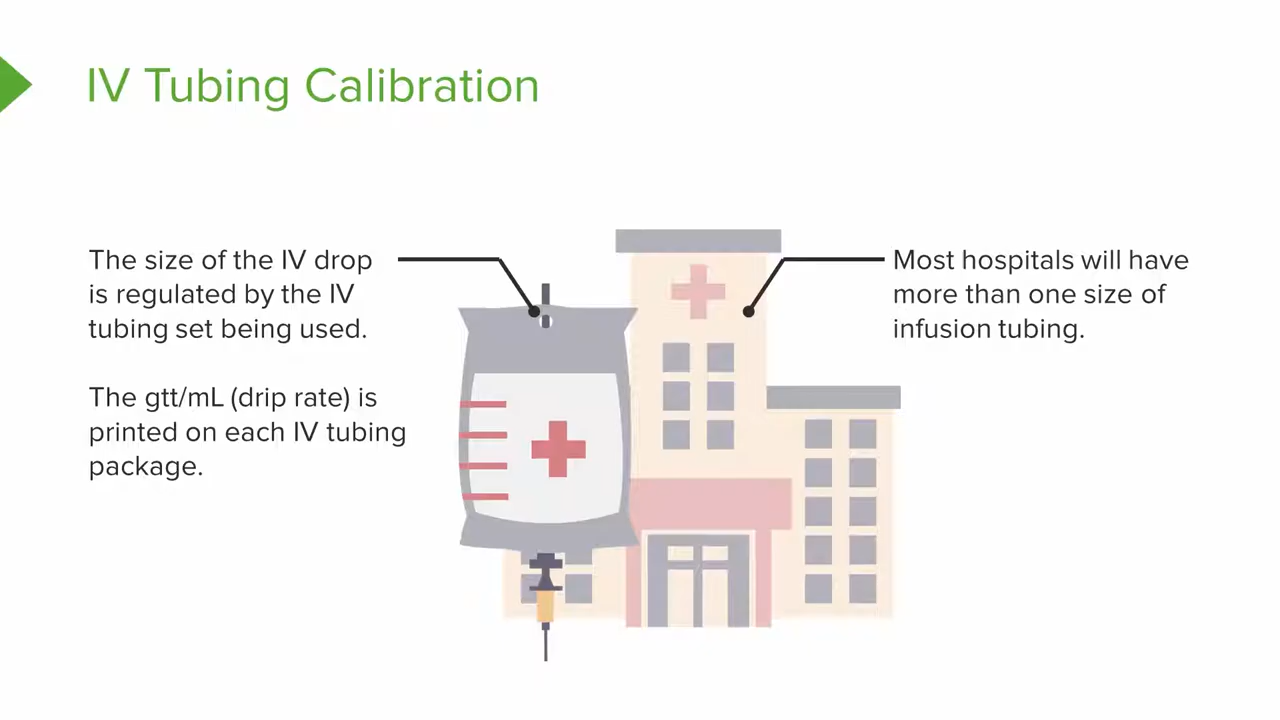 IV Tubing Calibration
The size of the IV drop
is regulated by the IV
tubing set being used.
The gtt/mL (drip rate) is
printed on each IV tubing
package.
Most hospitals will have
more than one size of
infusion tubing.